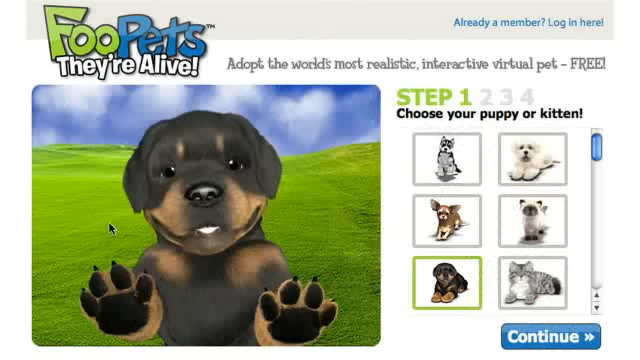 FooPets™
They're Alive!
Already a member? Log in here!
Adopt the world's most realistic, interactive virtual pet – FREE!
STEP 1 2 3 4
Choose your puppy or kitten!
Continue »